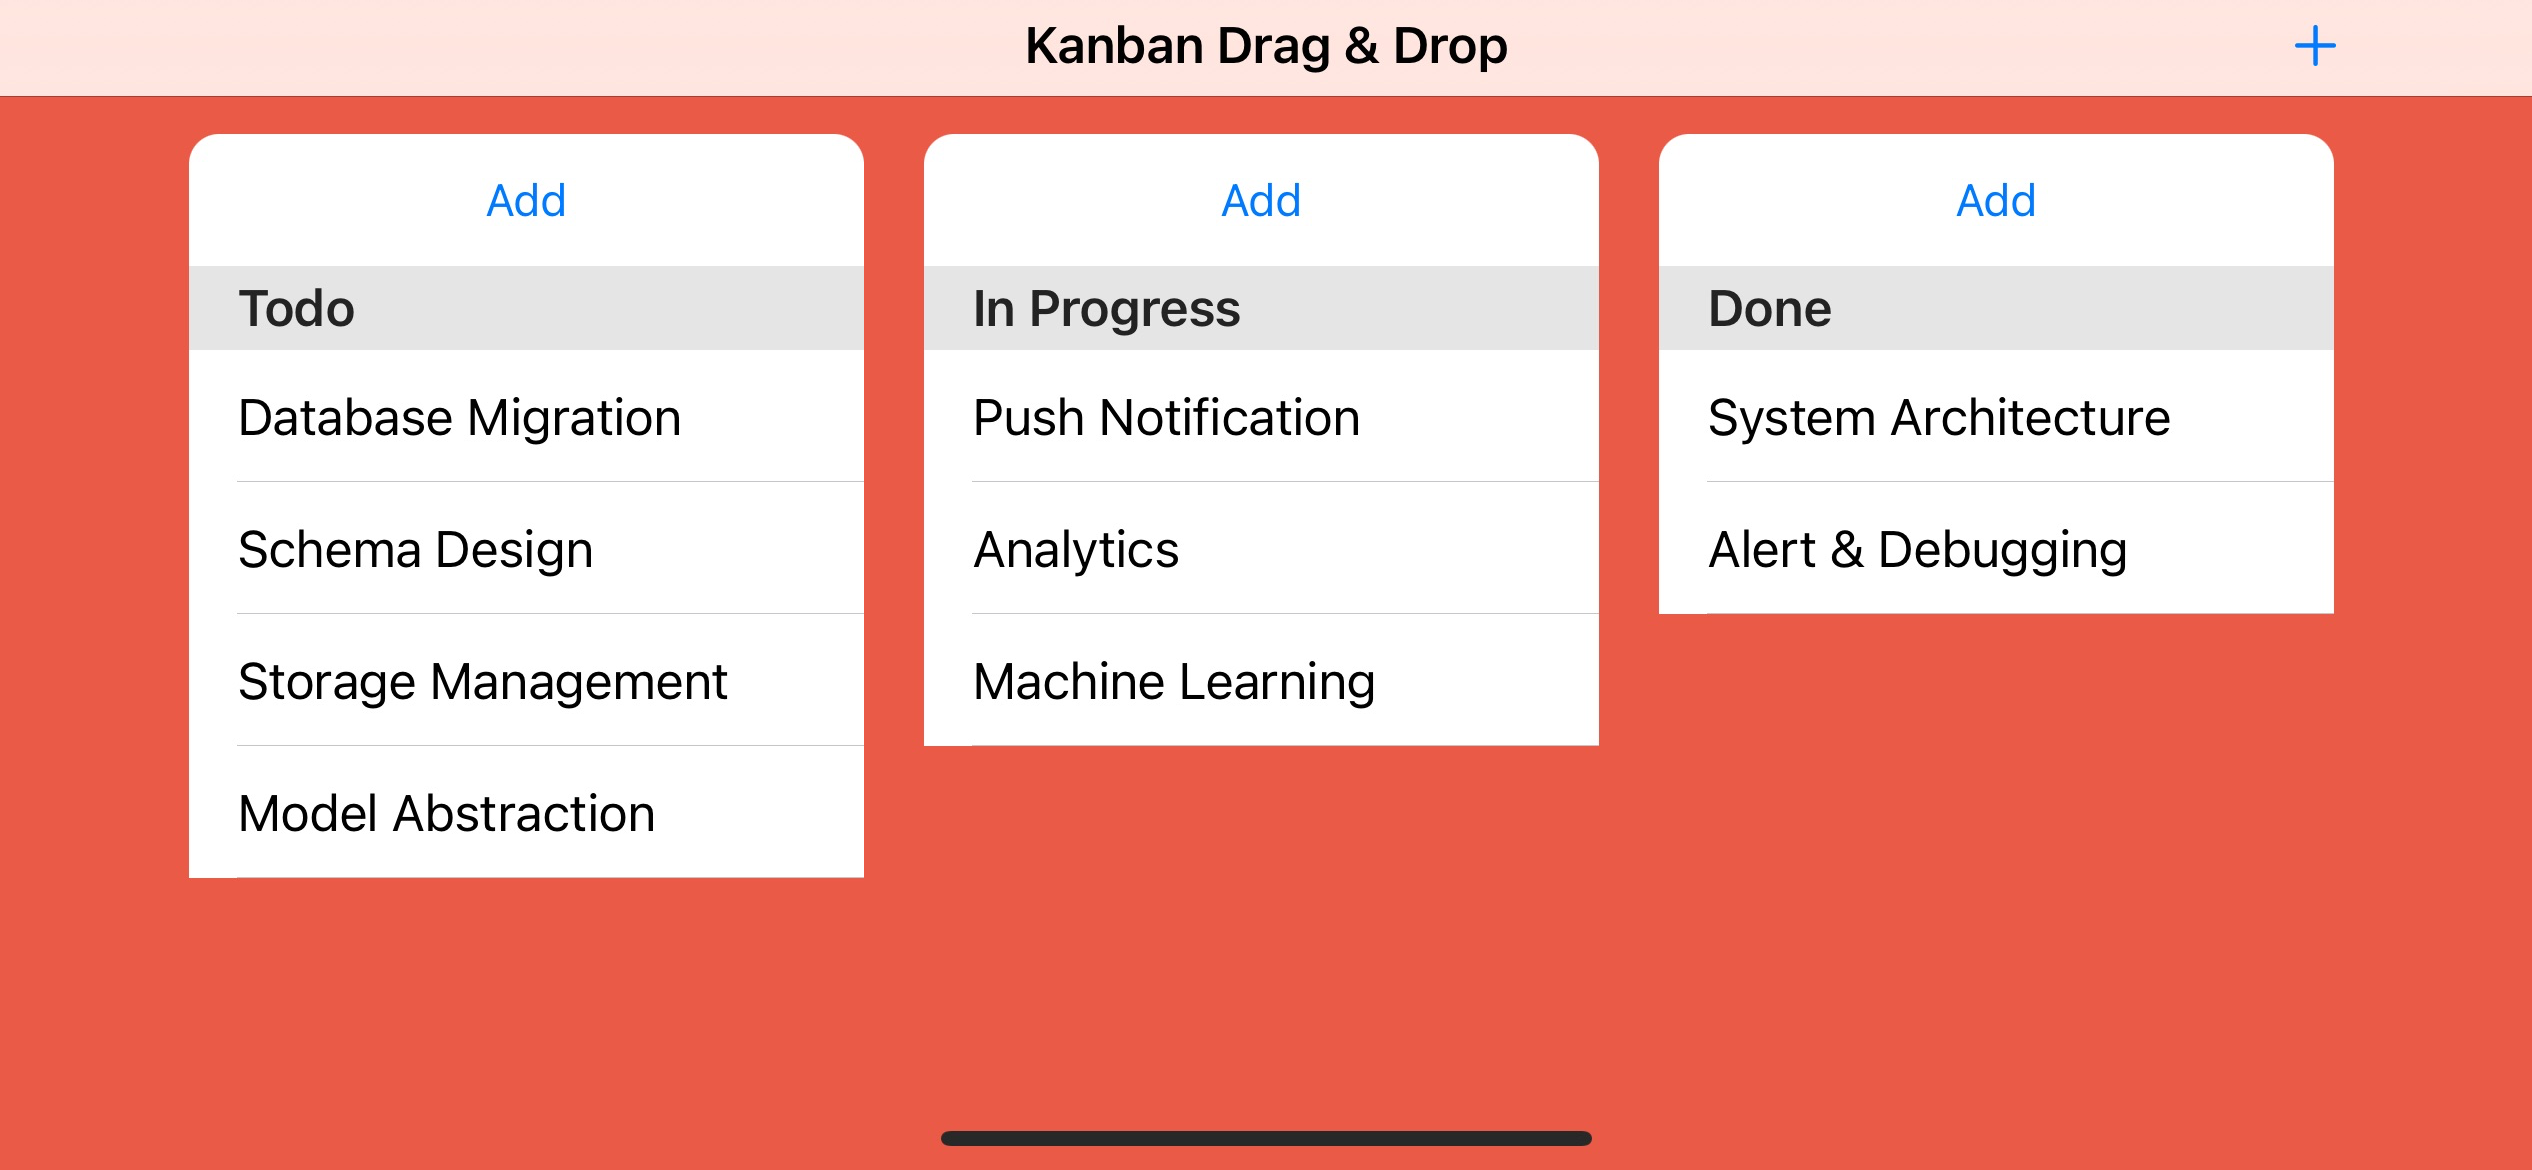 Kanban Drag & Drop
Add
Todo
Database Migration
Schema Design
Storage Management
Model Abstraction
Add
In Progress
Push Notification
Analytics
Machine Learning
Add
Done
System Architecture
Alert & Debugging